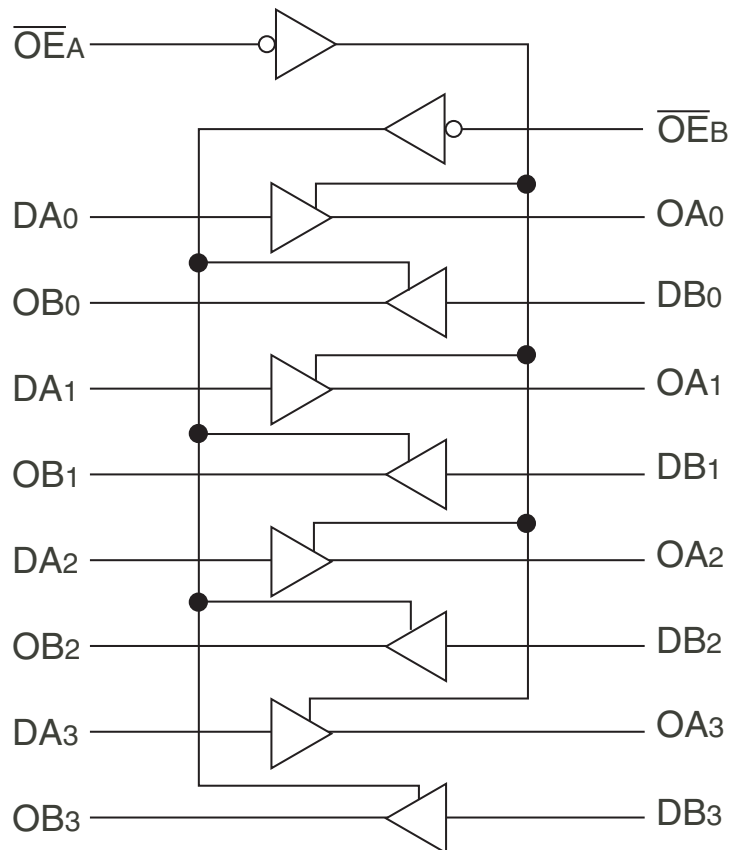 OEA
OEB
DA0 OA0
OB0 DB0
DA1 OA1
OB1 DB1
DA2 OA2
OB2 DB2
DA3 OA3
OB3 DB3